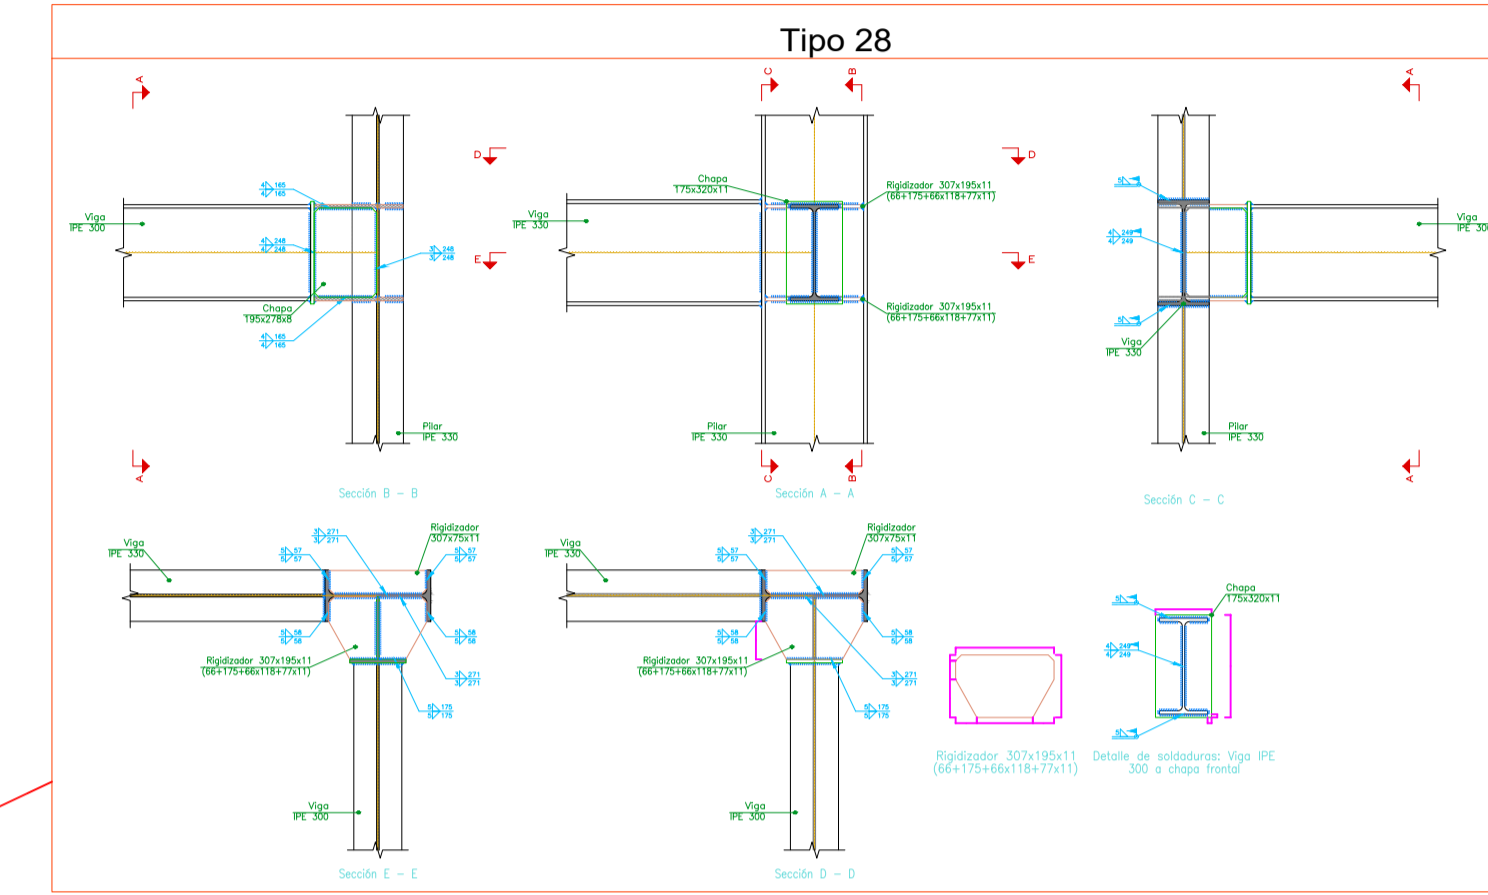 Tipo 28
A
C
B
A
Viga
IPE 300
4 165
4 165
4 248
4 248
3 248
3 248
Chapa
195x278x8
4 165
4 165
Pilar
IPE 330
A
Sección B - B
D
D
Chapa
175x320x11
Rigidizador 307x195x11
(66+175+66x118+77x11)
Viga
IPE 330
E
E
Rigidizador 307x195x11
(66+175+66x118+77x11)
Pilar
IPE 330
C
B
Sección A - A
5
4 249
4 249
Viga
IPE 300
5
Viga
IPE 330
Pilar
IPE 330
A
Sección C - C
Viga
IPE 330
3 271
3 271
Rigidizador
307x75x11
5 57
5 57
5 57
5 57
5 58
5 58
5 58
5 58
Rigidizador 307x195x11
(66+175+66x118+77x11)
3 271
3 271
5 175
5 175
Viga
IPE 300
Sección E - E
Viga
IPE 330
3 271
3 271
Rigidizador
307x75x11
5 57
5 57
5 57
5 57
5 58
5 58
5 58
5 58
Rigidizador 307x195x11
(66+175+66x118+77x11)
3 271
3 271
5 175
5 175
Viga
IPE 300
Sección D - D
Rigidizador 307x195x11
(66+175+66x118+77x11)
Chapa
175x320x11
5
4 249
4 249
5
Detalle de soldaduras: Viga IPE
300 a chapa frontal